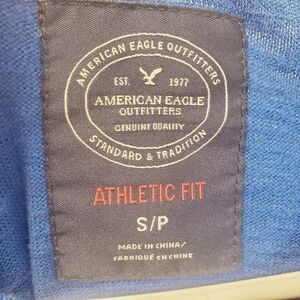 AMERICAN EAGLE OUTFITTERS
EST. 1977
AMERICAN EAGLE
OUTFITTERS
GENUINE QUALITY
STANDARD & TRADITION
ATHLETIC FIT
S/P
MADE IN CHINA/
FABRIQUÉ EN CHINE